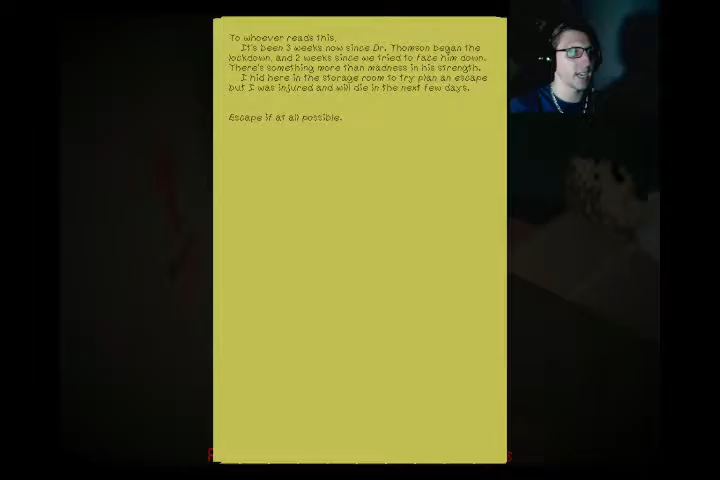 To whoever reads this,
It's been 3 weeks now since Dr. Thomson began the
lockdown, and 2 weeks since we tried to face him down.
There's something more than madness in his strength.
I hid here in the storage room to try plan an escape
but I was injured and will die in the next few days.
Escape if at all possible.